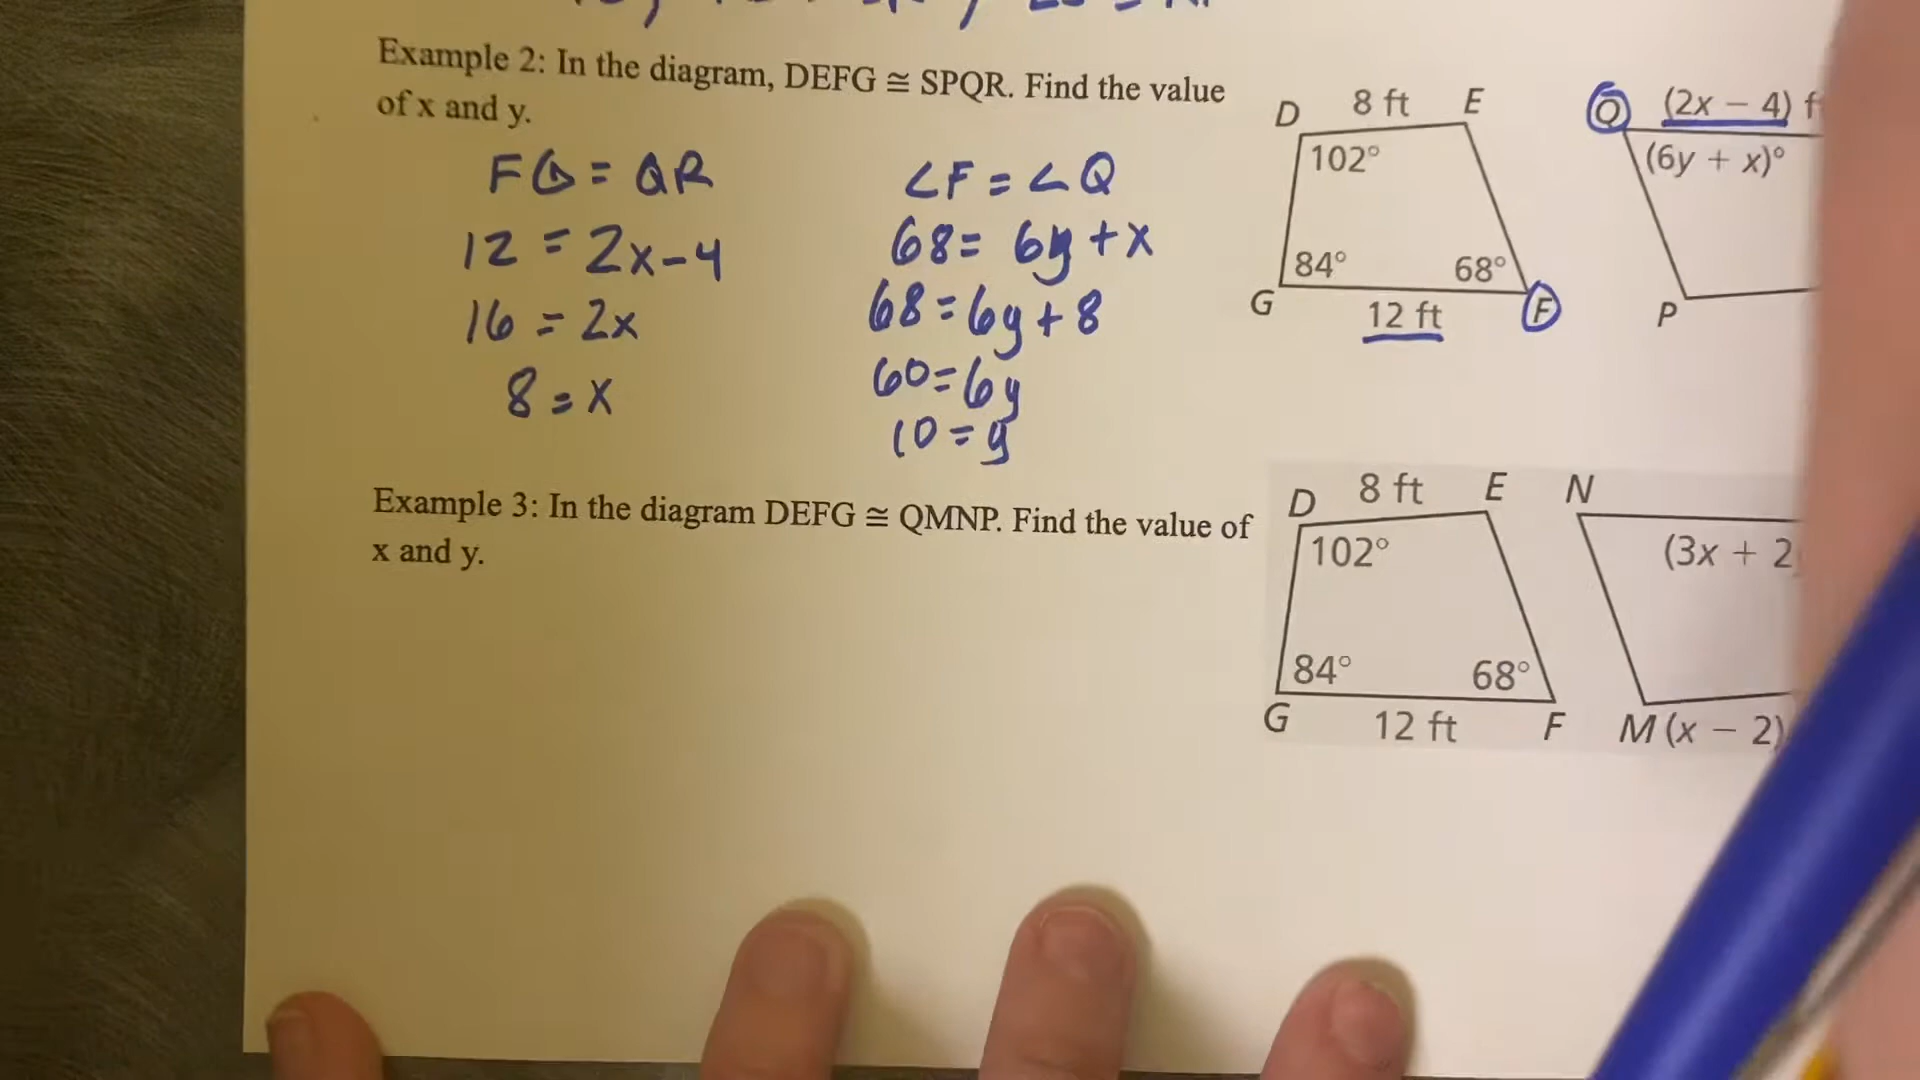 Example 2: In the diagram, DEFG ≅ SPQR. Find the value
of x and y.
FG = QR
12 = 2x-4
16 = 2x
8 = x
∠F = ∠Q
68 = 6y + x
68 = 6y + 8
60 = 6y
10 = y
D 8 ft E
102°
84° 68°
G 12 ft F
Q (2x – 4) f
(6y + x)°
P
Example 3: In the diagram DEFG ≅ QMNP. Find the value of
x and y.
D 8 ft E
102°
84° 68°
G 12 ft F
N
(3x + 2
M (x – 2)